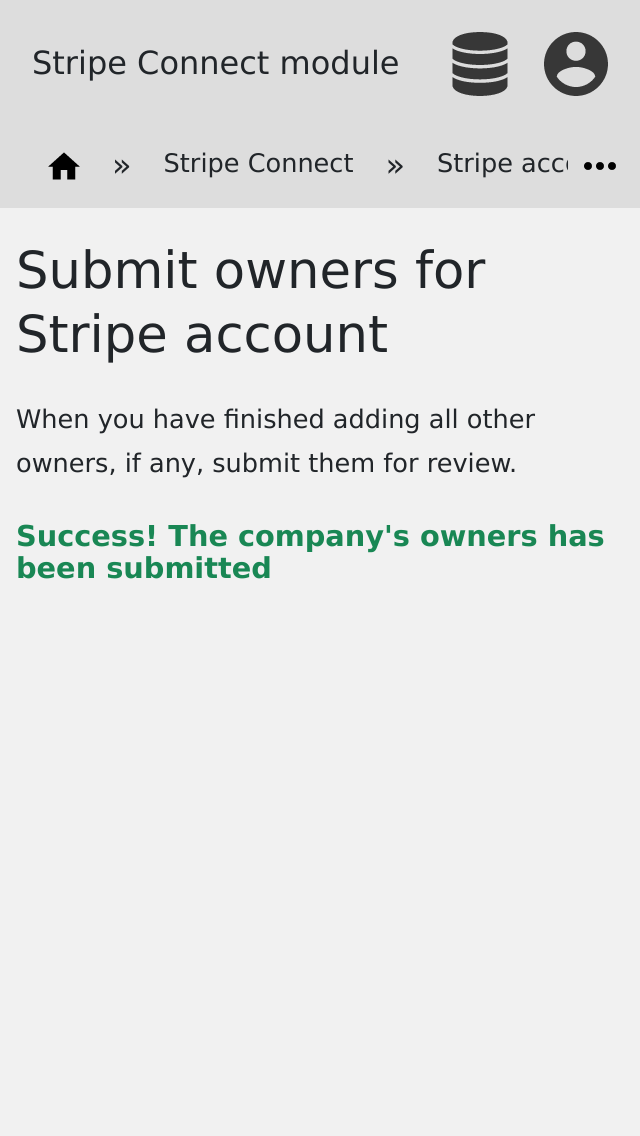 Stripe Connect module
» Stripe Connect » Stripe acc
Submit owners for
Stripe account
When you have finished adding all other
owners, if any, submit them for review.
Success! The company's owners has
been submitted